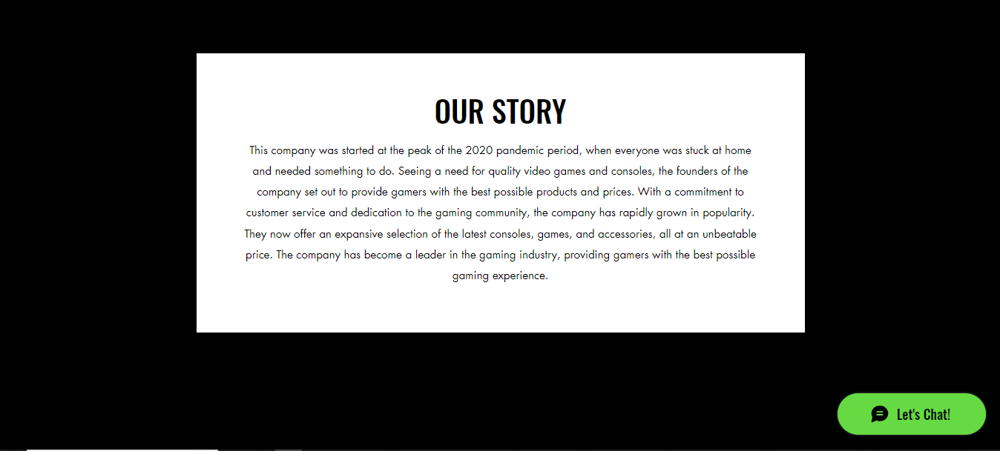 OUR STORY
This company was started at the peak of the 2020 pandemic period, when everyone was stuck at home
and needed something to do. Seeing a need for quality video games and consoles, the founders of the
company set out to provide gamers with the best possible products and prices. With a commitment to
customer service and dedication to the gaming community, the company has rapidly grown in popularity.
They now offer an expansive selection of the latest consoles, games, and accessories, all at an unbeatable
price. The company has become a leader in the gaming industry, providing gamers with the best possible
gaming experience.
Let's Chat!